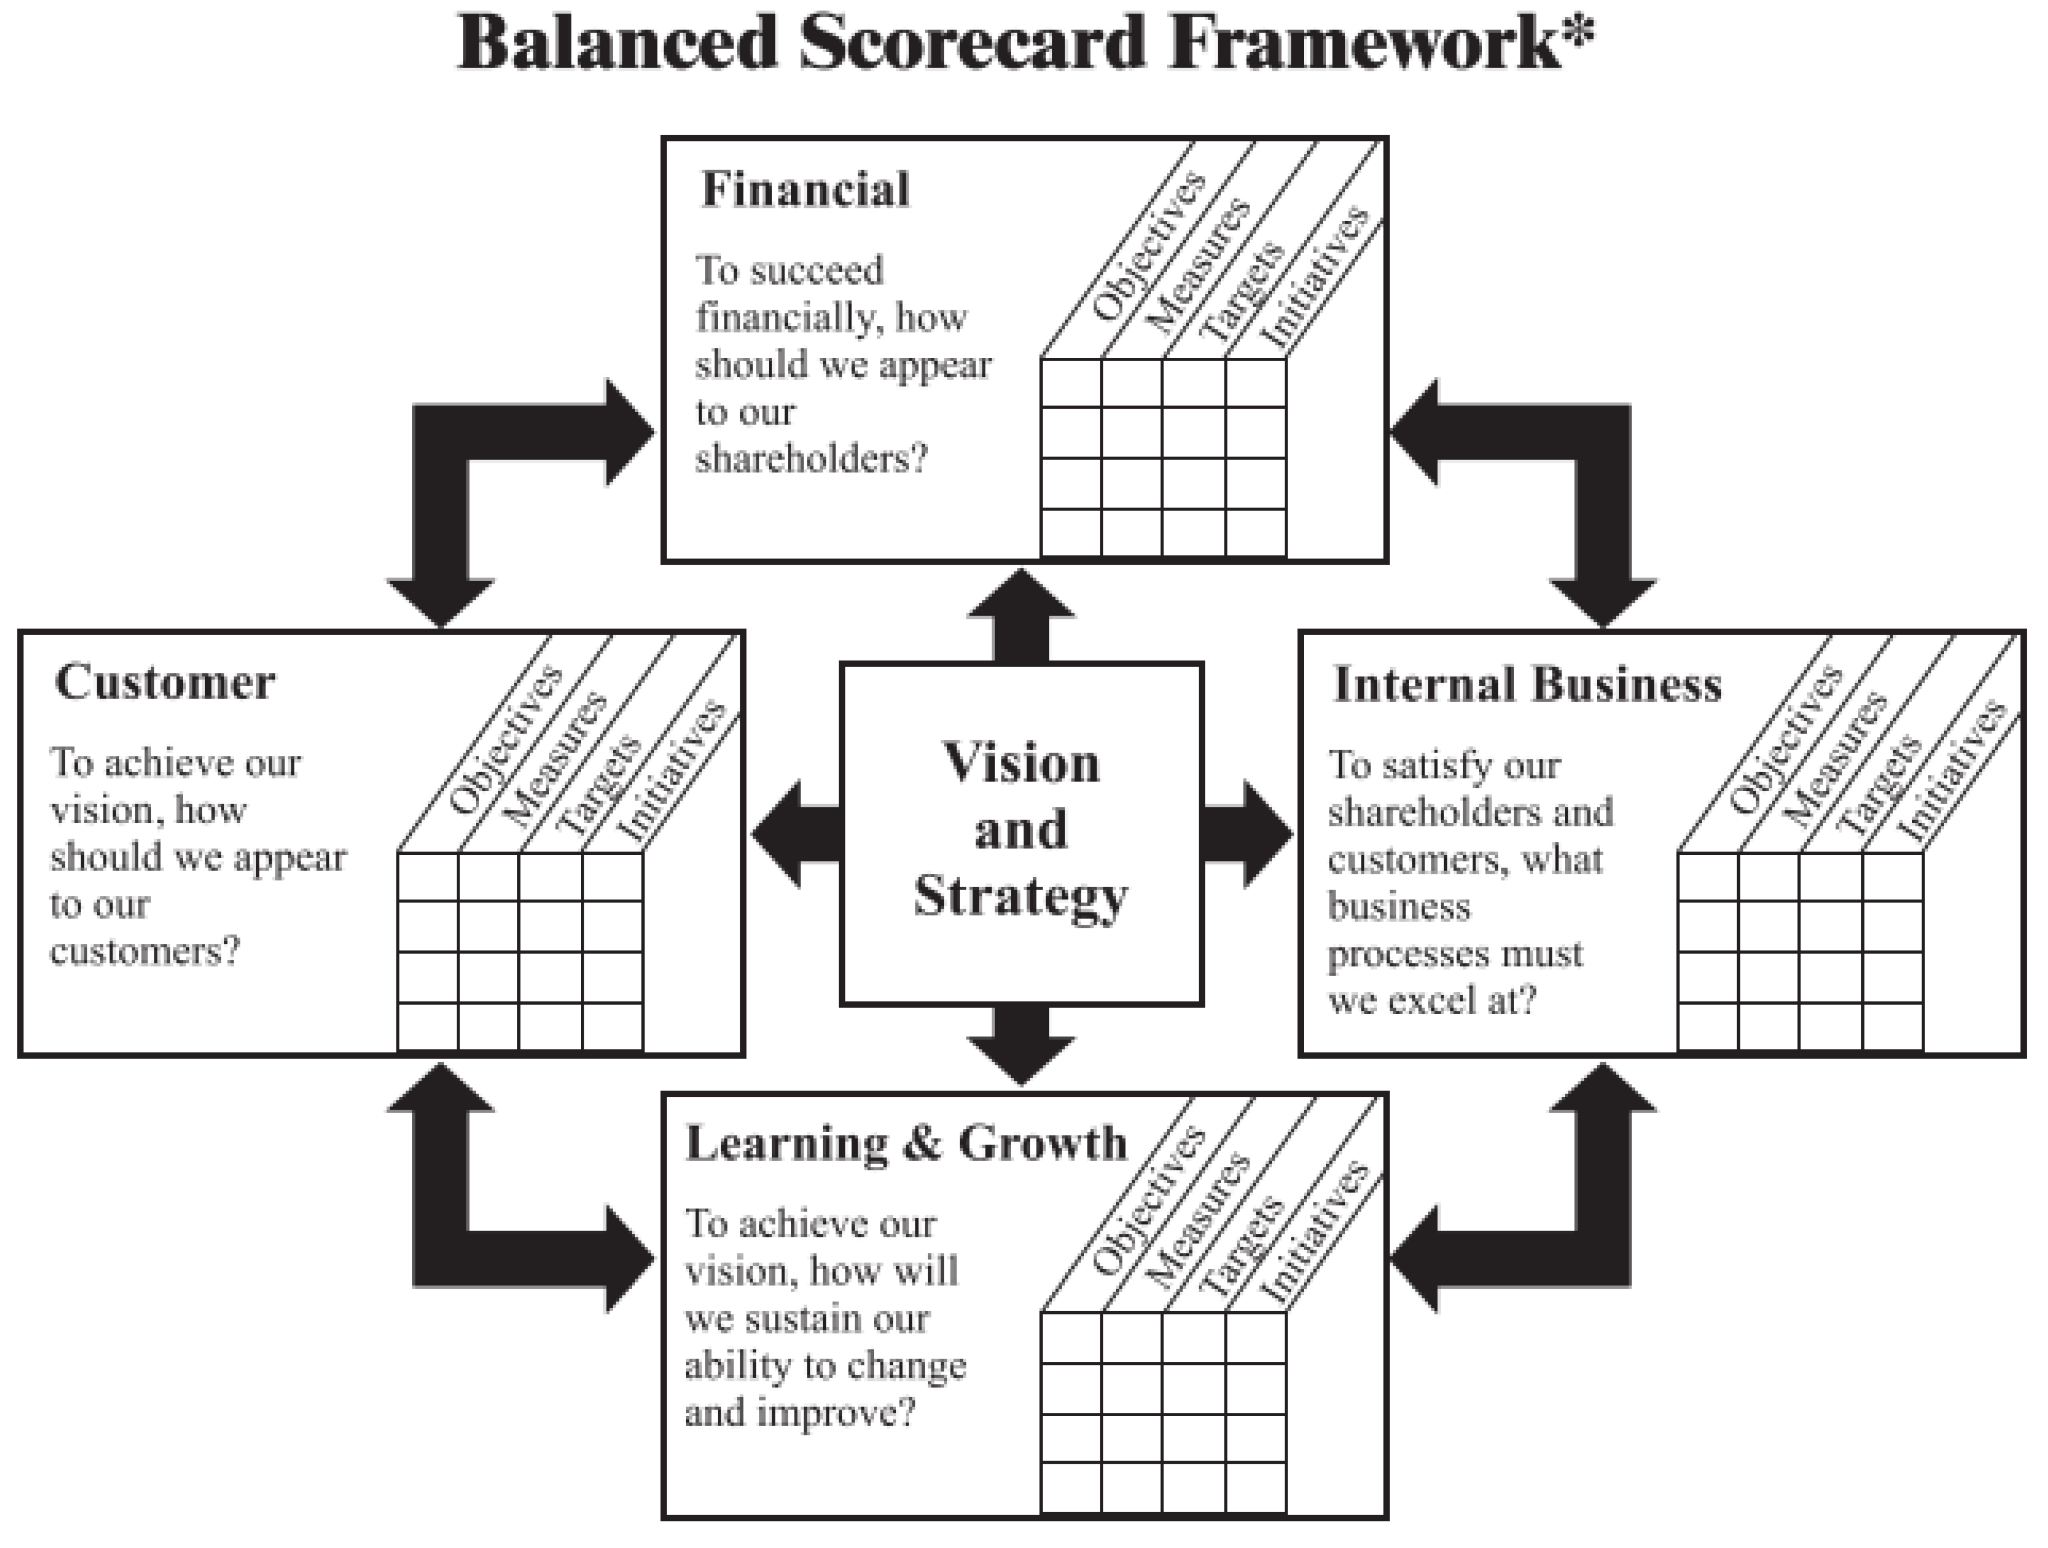 Balanced Scorecard Framework*
Financial
To succeed
financially, how
should we appear
to our
shareholders?
Objectives
Measures
Targets
Initiatives
Customer
To achieve our
vision, how
should we appear
to our
customers?
Objectives
Measures
Targets
Initiatives
Vision
and
Strategy
Internal Business
To satisfy our
shareholders and
customers, what
business
processes must
we excel at?
Objectives
Measures
Targets
Initiatives
Learning & Growth
To achieve our
vision, how will
we sustain our
ability to change
and improve?
Objectives
Measures
Targets
Initiatives